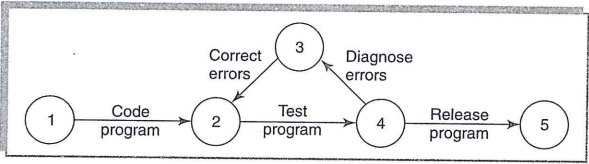 3
Correct
errors
Diagnose
errors
1
Code
program
2
Test
program
4
Release
program
5